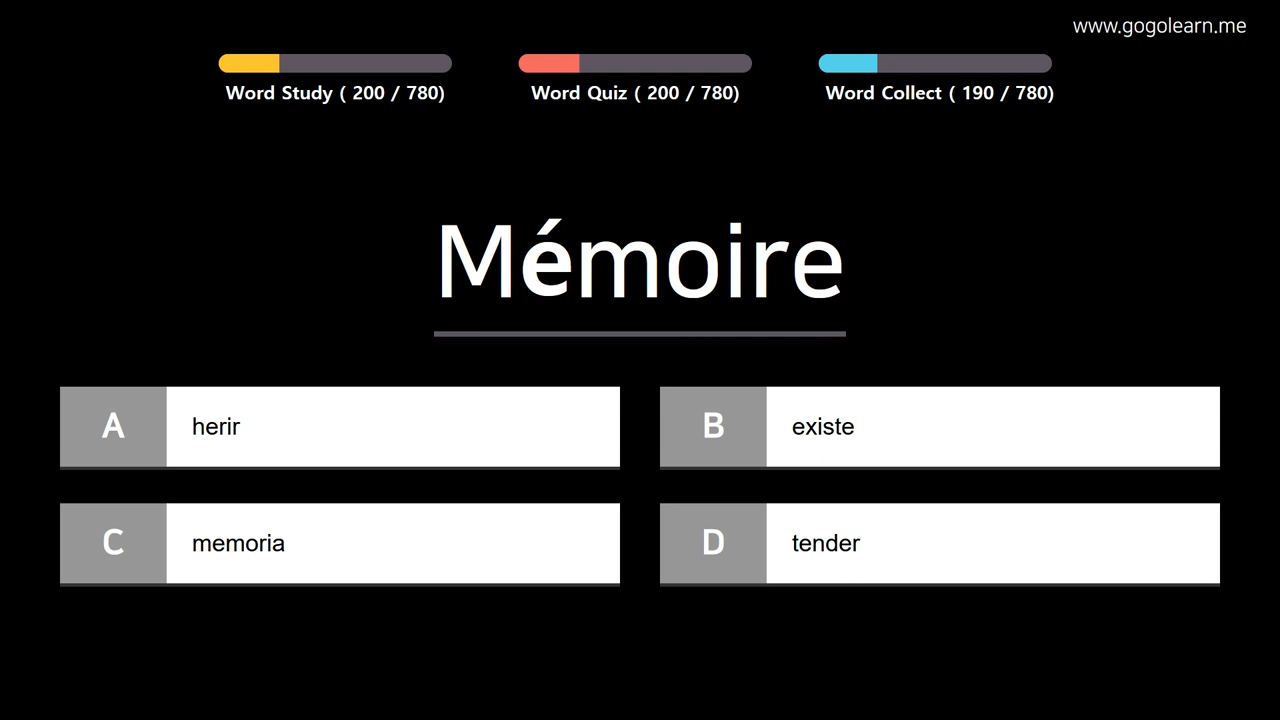 www.gogolearn.me
Word Study ( 200 / 780)
Word Quiz ( 200 / 780)
Word Collect ( 190 / 780)
Mémoire
A herir
B existe
C memoria
D tender